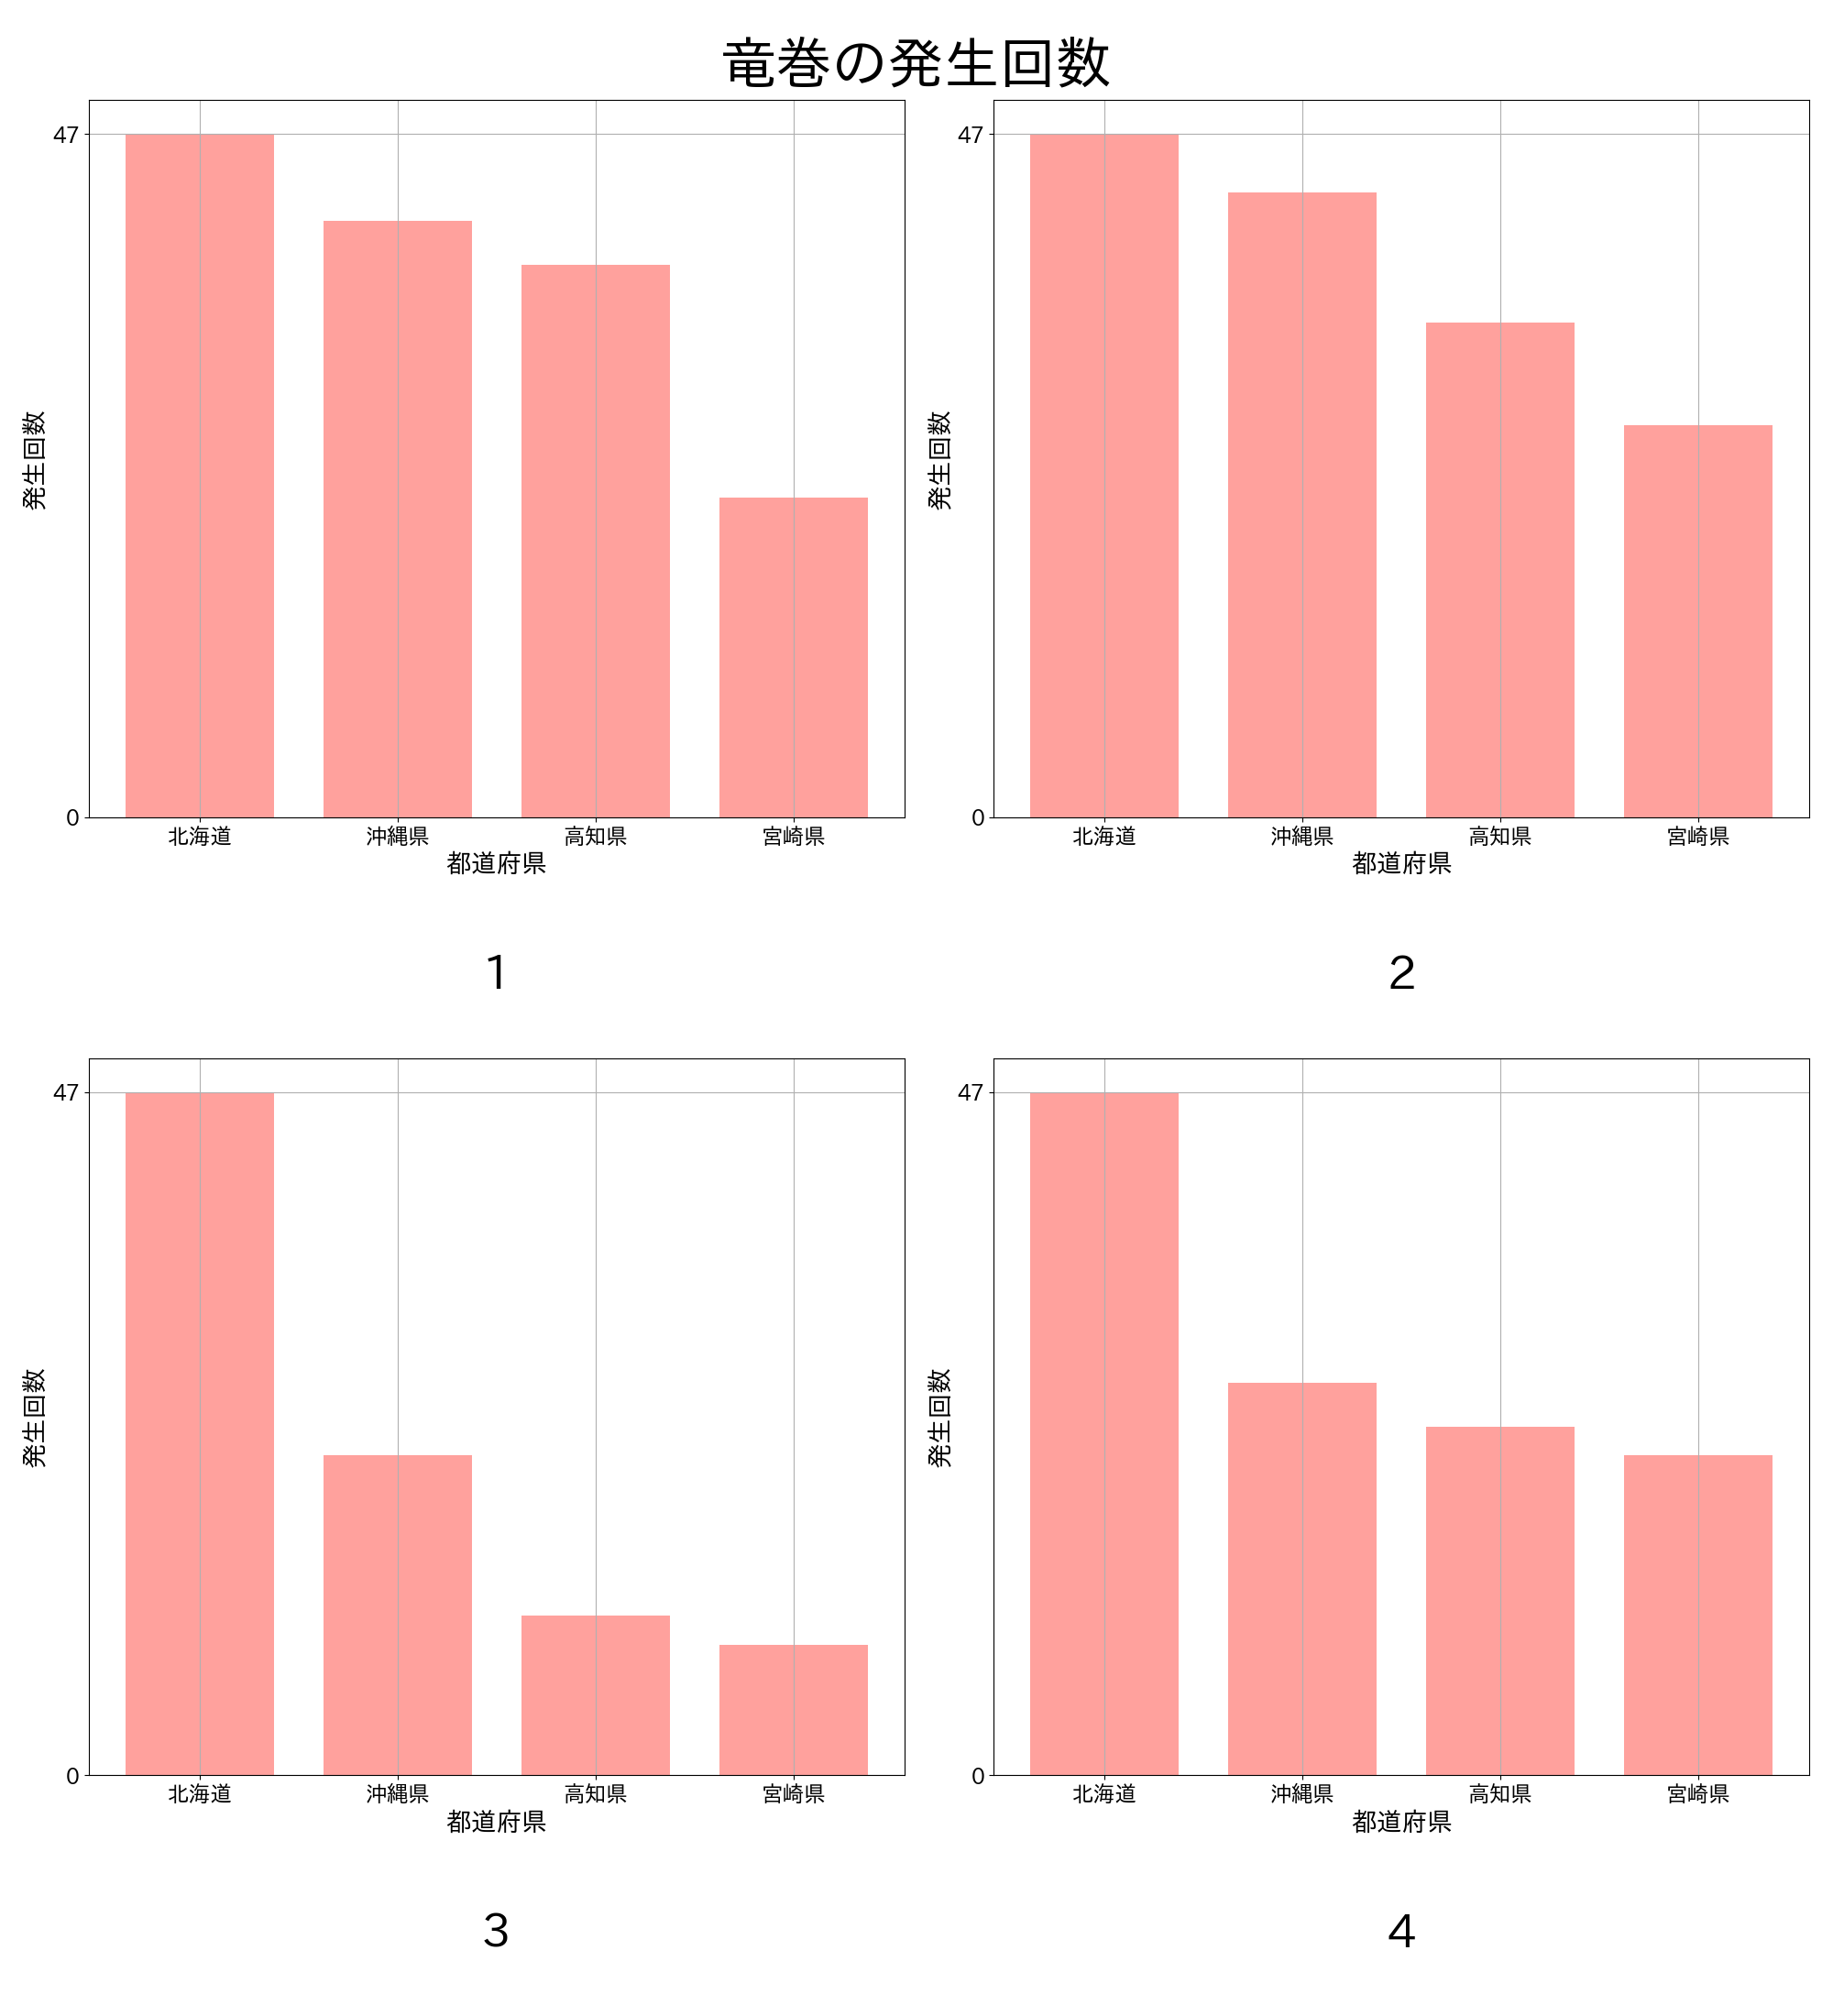 竜巻の発生回数
47
0
発生回数
北海道 沖縄県 高知県 宮崎県
都道府県
1
47
0
発生回数
北海道 沖縄県 高知県 宮崎県
都道府県
2
47
0
発生回数
北海道 沖縄県 高知県 宮崎県
都道府県
3
47
0
発生回数
北海道 沖縄県 高知県 宮崎県
都道府県
4